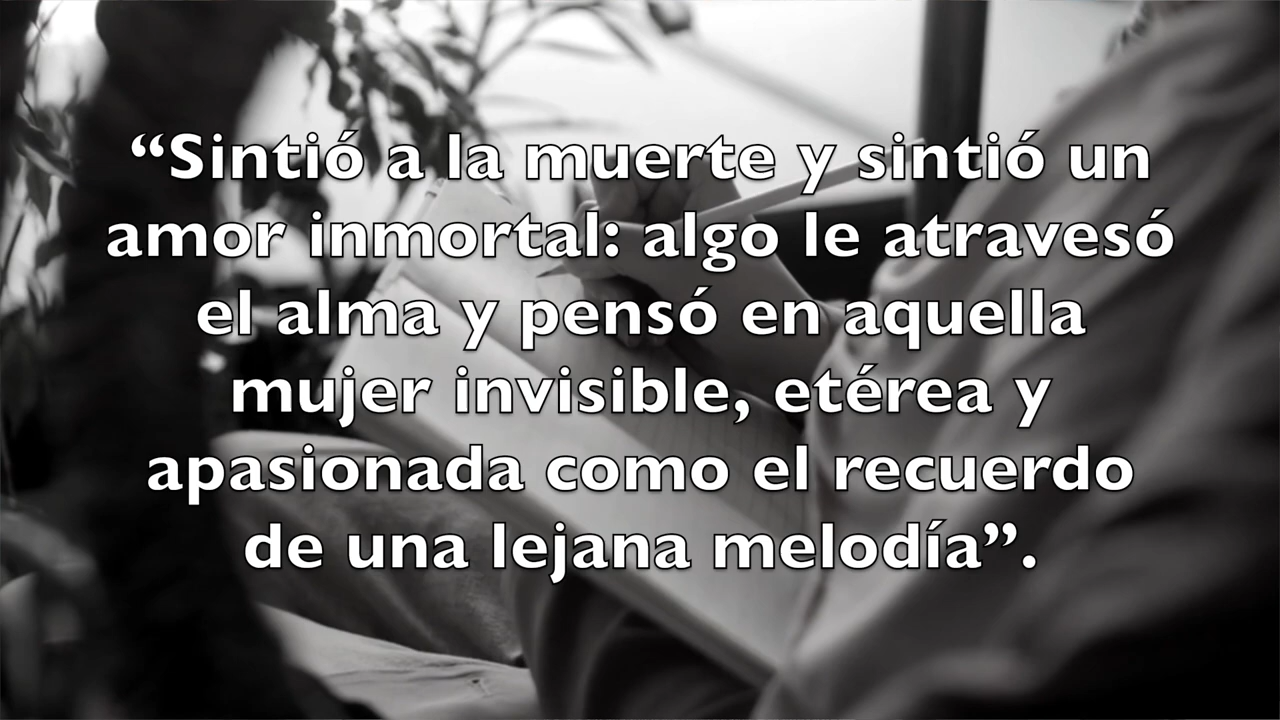 “Sintió a la muerte y sintió un
amor inmortal: algo le atravesó
el alma y pensó en aquella
mujer invisible, etérea y
apasionada como el recuerdo
de una lejana melodía”.